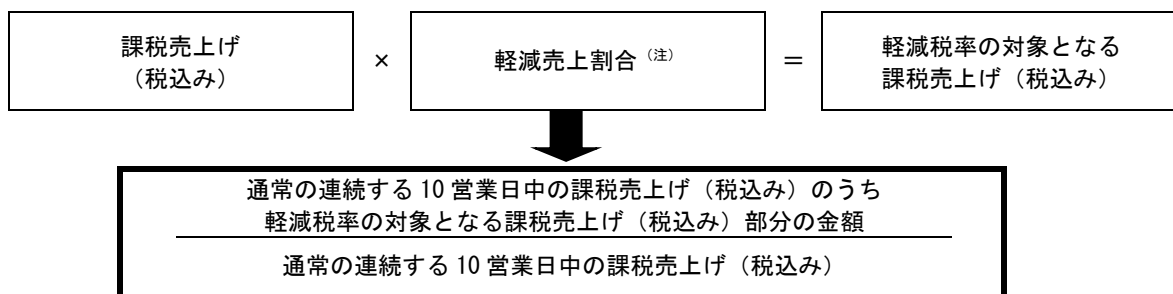 課税売上げ
（税込み）
×
軽減売上割合（注）
＝
軽減税率の対象となる
課税売上げ（税込み）
通常の連続する 10 営業日中の課税売上げ（税込み）のうち
軽減税率の対象となる課税売上げ（税込み）部分の金額
通常の連続する 10 営業日中の課税売上げ（税込み）